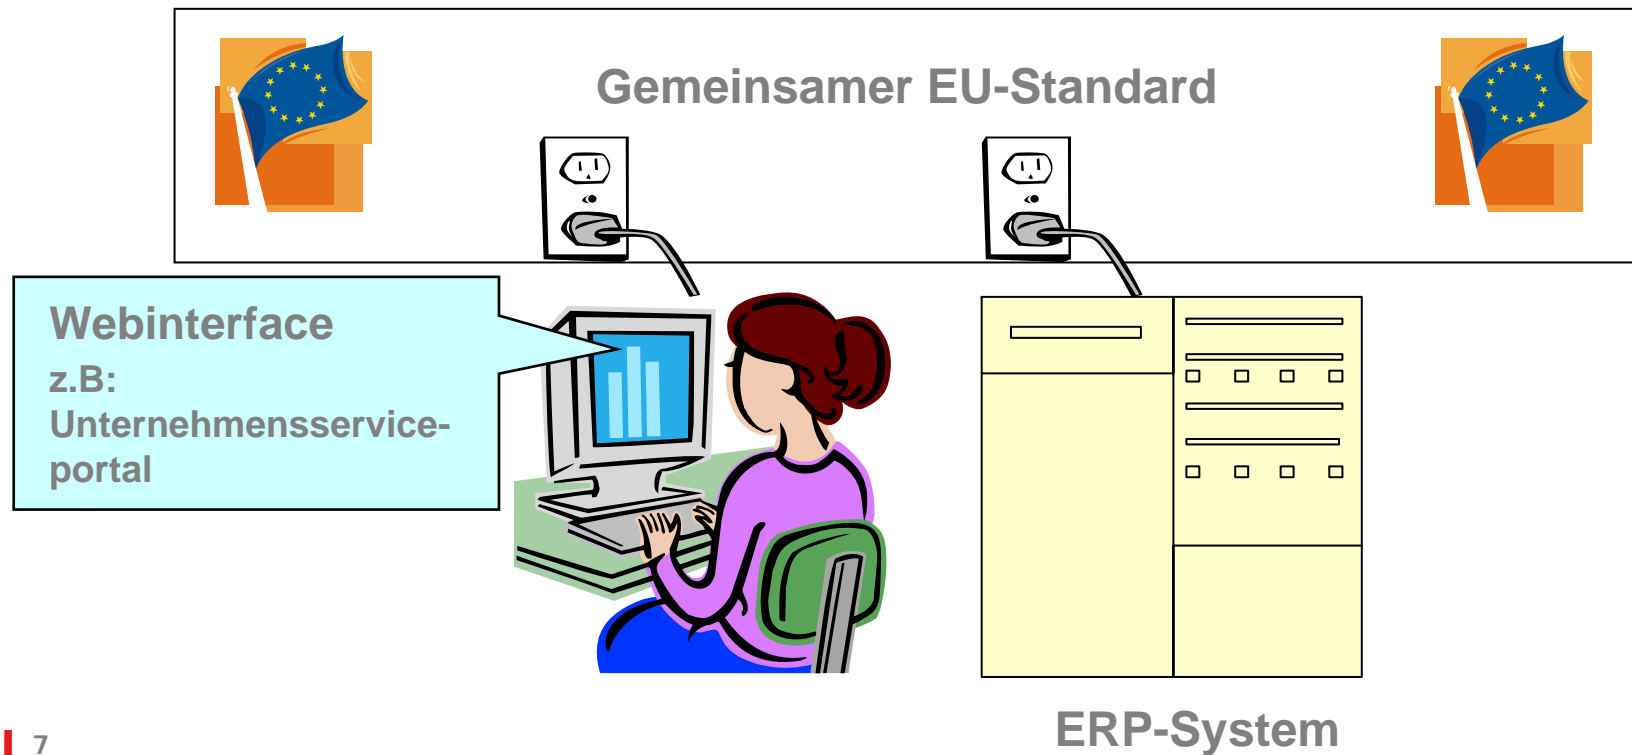 Gemeinsamer EU-Standard
Webinterface
z.B:
Unternehmensservice-
portal
ERP-System
7